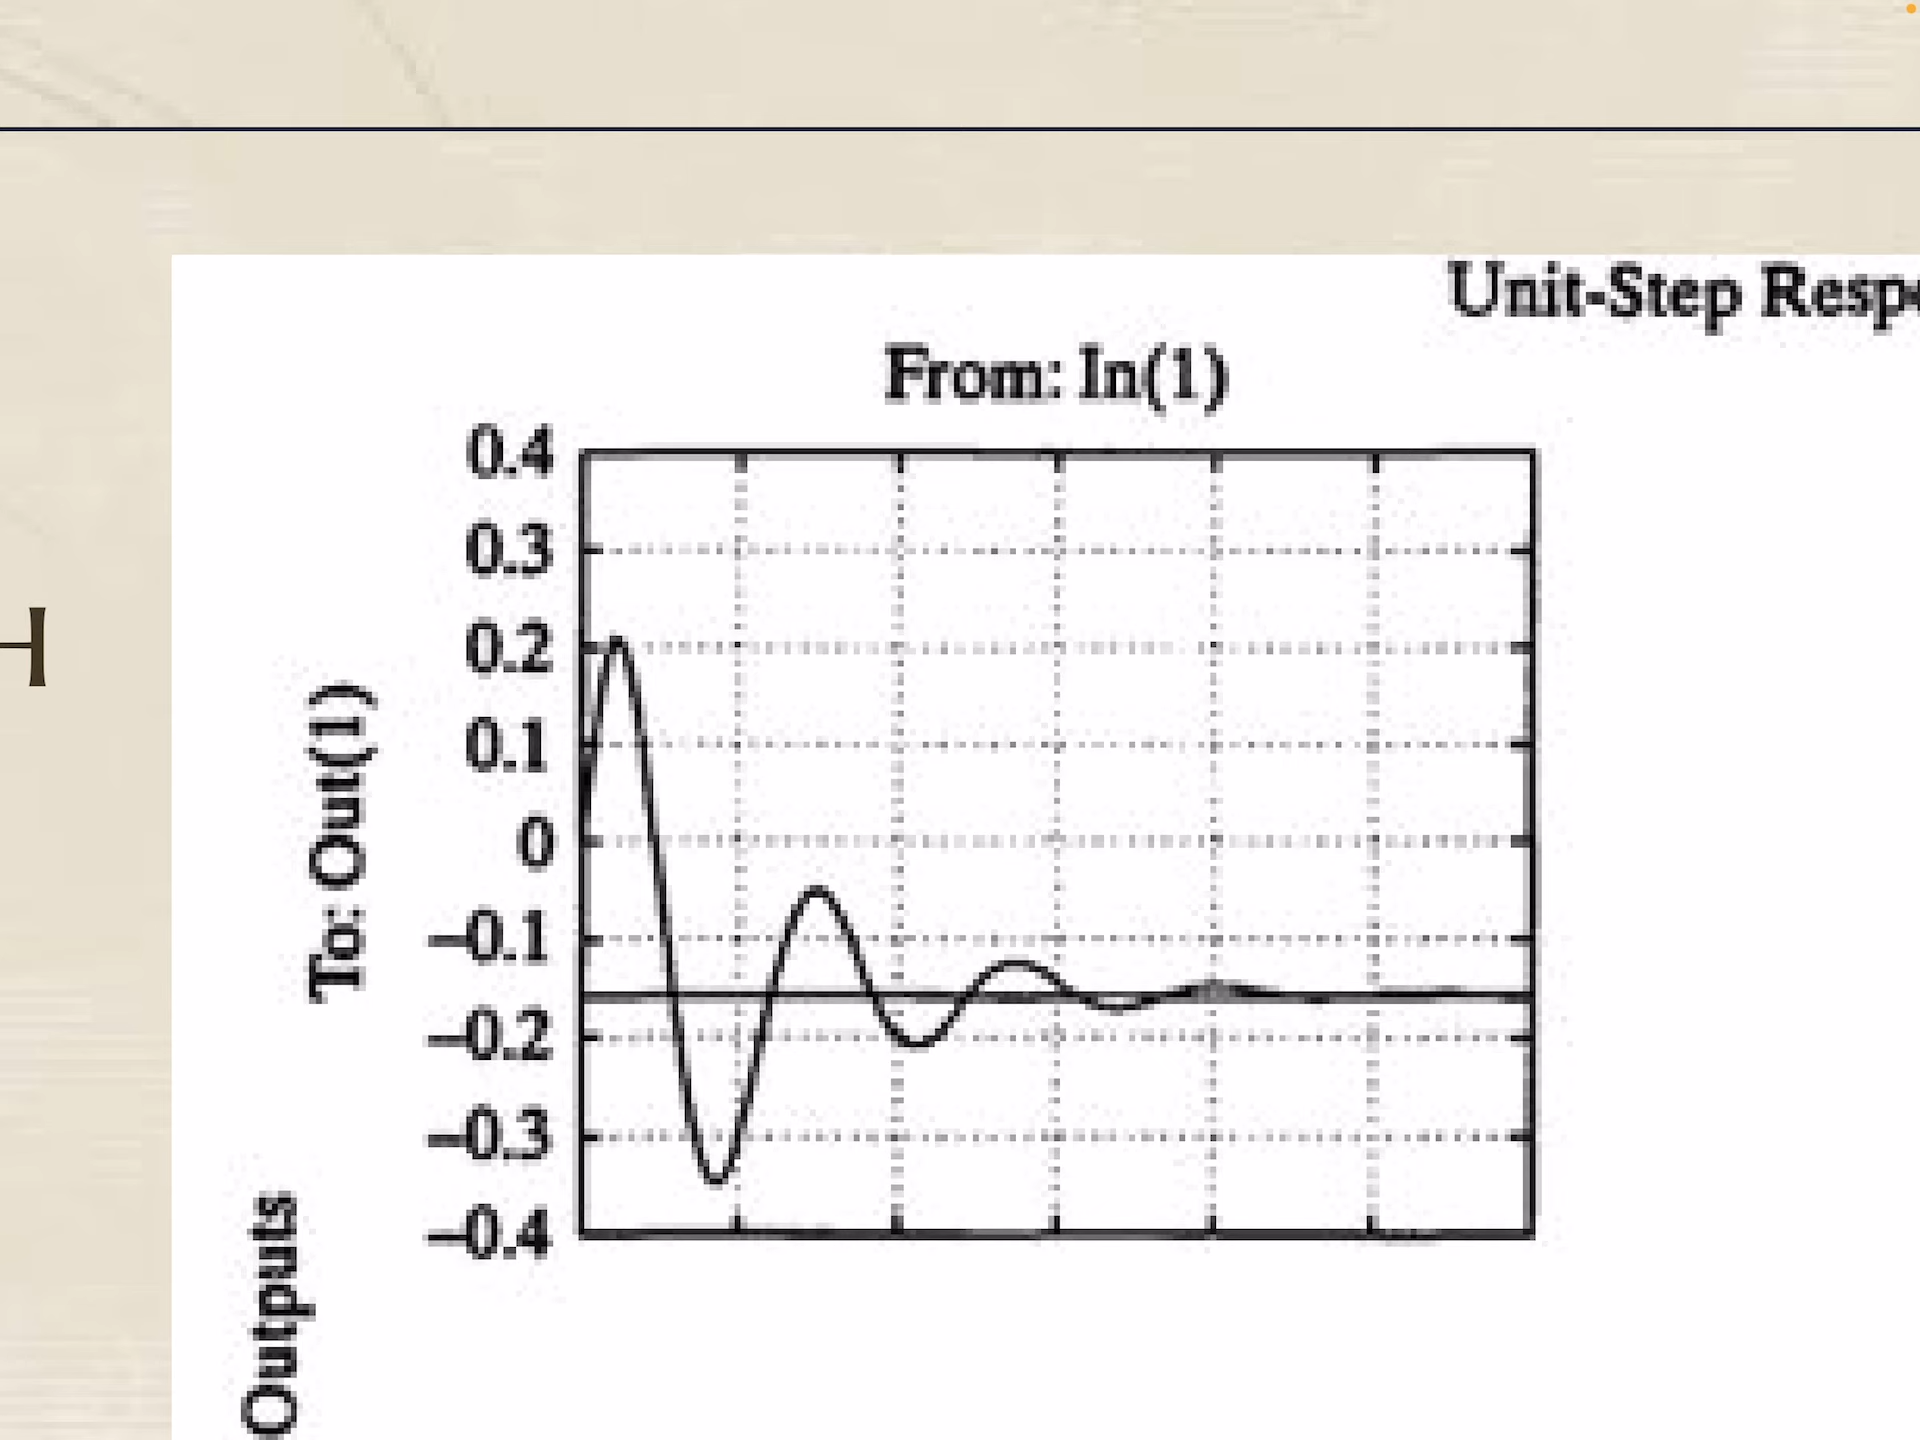 Unit-Step
From: In(1)
0.4
0.3
0.2
0.1
0
–0.1
–0.2
–0.3
–0.4
To: Out(1)
Outputs